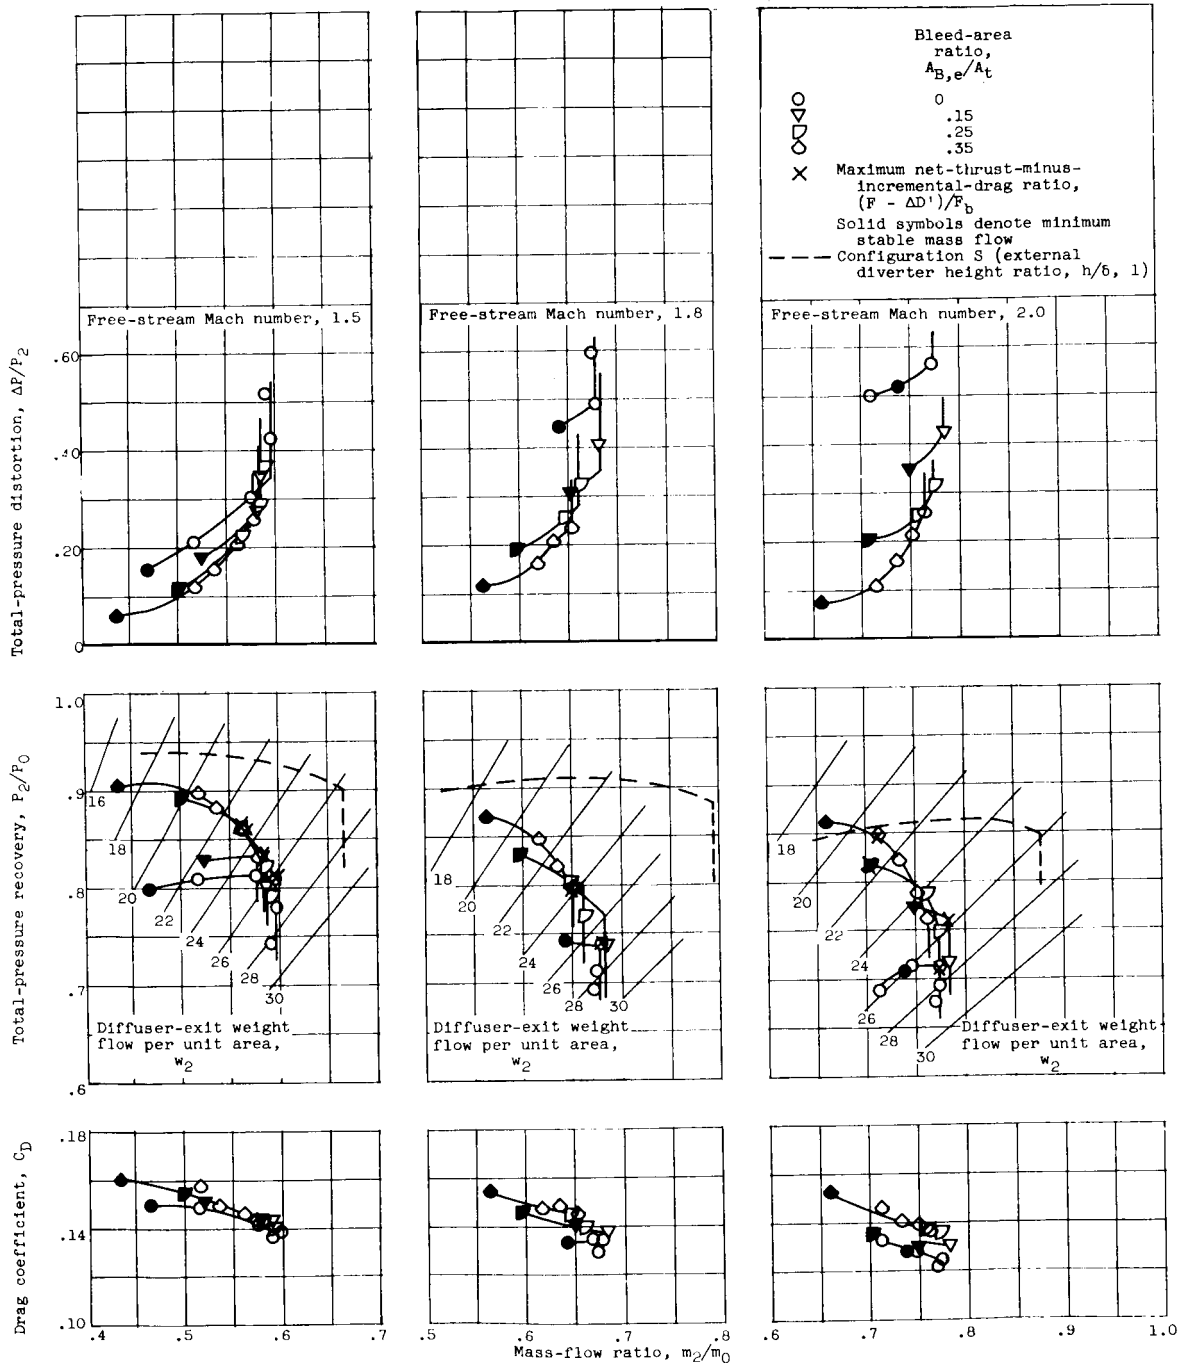 Bleed-area
ratio,
A_B,e/A_t
0
.15
.25
.35
Maximum net-thrust-minus-
incremental-drag ratio,
(F - ΔD')/F_b
Solid symbols denote minimum
stable mass flow
Configuration S (external
diverter height ratio, h/δ, 1)
Free-stream Mach number, 1.5
Free-stream Mach number, 1.8
Free-stream Mach number, 2.0
Total-pressure distortion, ΔP/P_2
.60
.40
.20
0
Total-pressure recovery, P_2/P_0
1.0
.9
.8
.7
.6
16
18
20
22
24
26
28
30
Diffuser-exit weight
flow per unit area,
w_2
18
20
22
24
26
28
30
Diffuser-exit weight
flow per unit area,
w_2
18
20
22
24
26
28
30
Diffuser-exit weight
flow per unit area,
w_2
Drag coefficient, C_D
.18
.14
.10
.4 .5 .6 .7
.5 .6 .7 .8
.6 .7 .8 .9 1.0
Mass-flow ratio, m_2/m_0